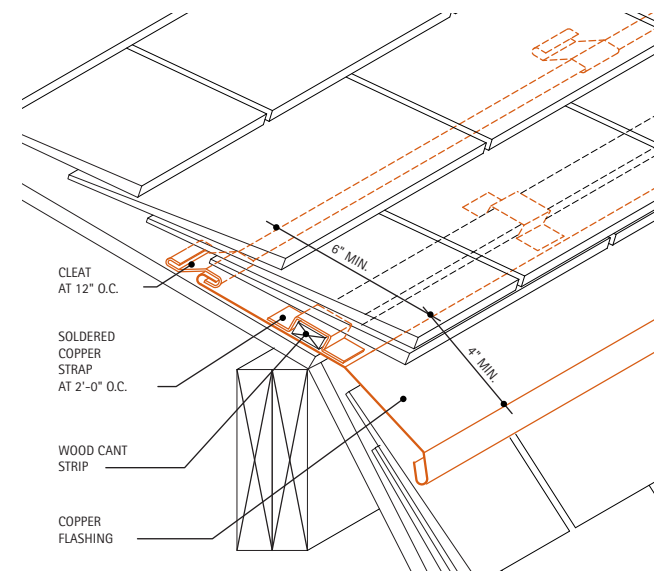 6" MIN.
CLEAT
AT 12" O.C.
SOLDERED
COPPER
STRAP
AT 2'-0" O.C.
4" MIN.
WOOD CANT
STRIP
COPPER
FLASHING